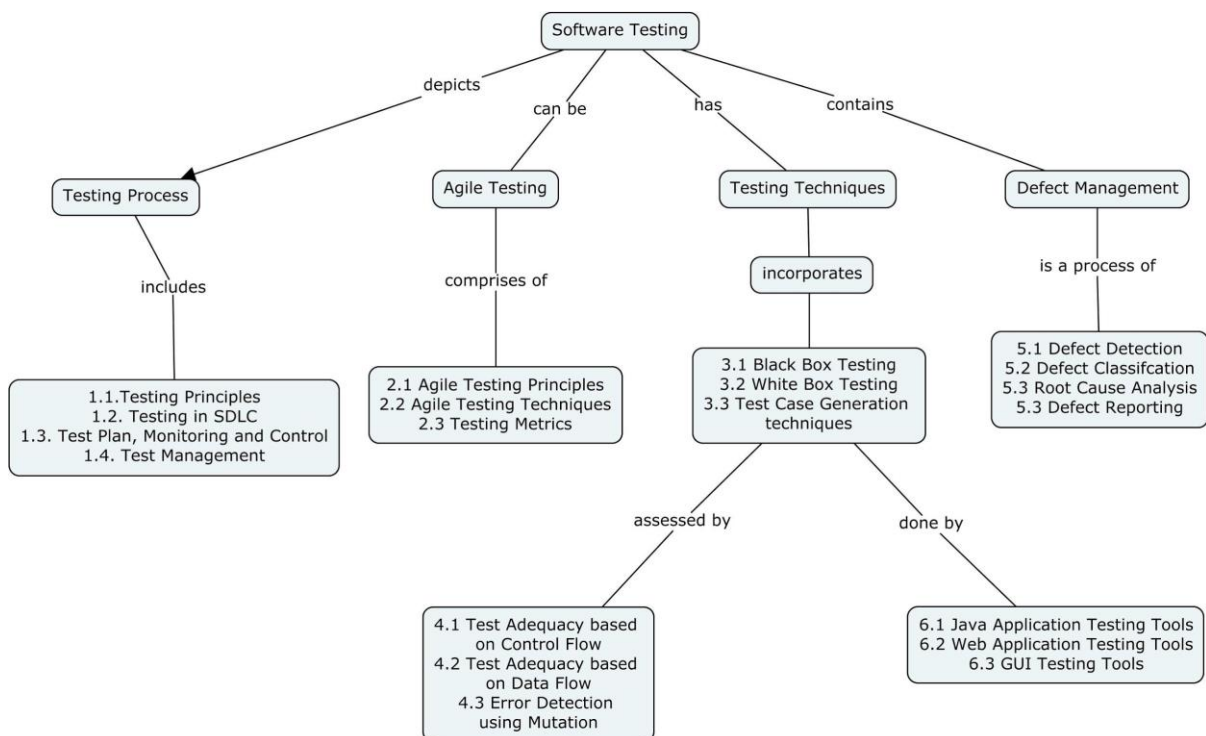 Software Testing
depicts
can be
has
contains
Testing Process
Agile Testing
Testing Techniques
Defect Management
includes
comprises of
incorporates
is a process of
1.1.Testing Principles
1.2. Testing in SDLC
1.3. Test Plan, Monitoring and Control
1.4. Test Management
2.1 Agile Testing Principles
2.2 Agile Testing Techniques
2.3 Testing Metrics
3.1 Black Box Testing
3.2 White Box Testing
3.3 Test Case Generation
techniques
5.1 Defect Detection
5.2 Defect Classifcation
5.3 Root Cause Analysis
5.3 Defect Reporting
assessed by
done by
4.1 Test Adequacy based
on Control Flow
4.2 Test Adequacy based
on Data Flow
4.3 Error Detection
using Mutation
6.1 Java Application Testing Tools
6.2 Web Application Testing Tools
6.3 GUI Testing Tools